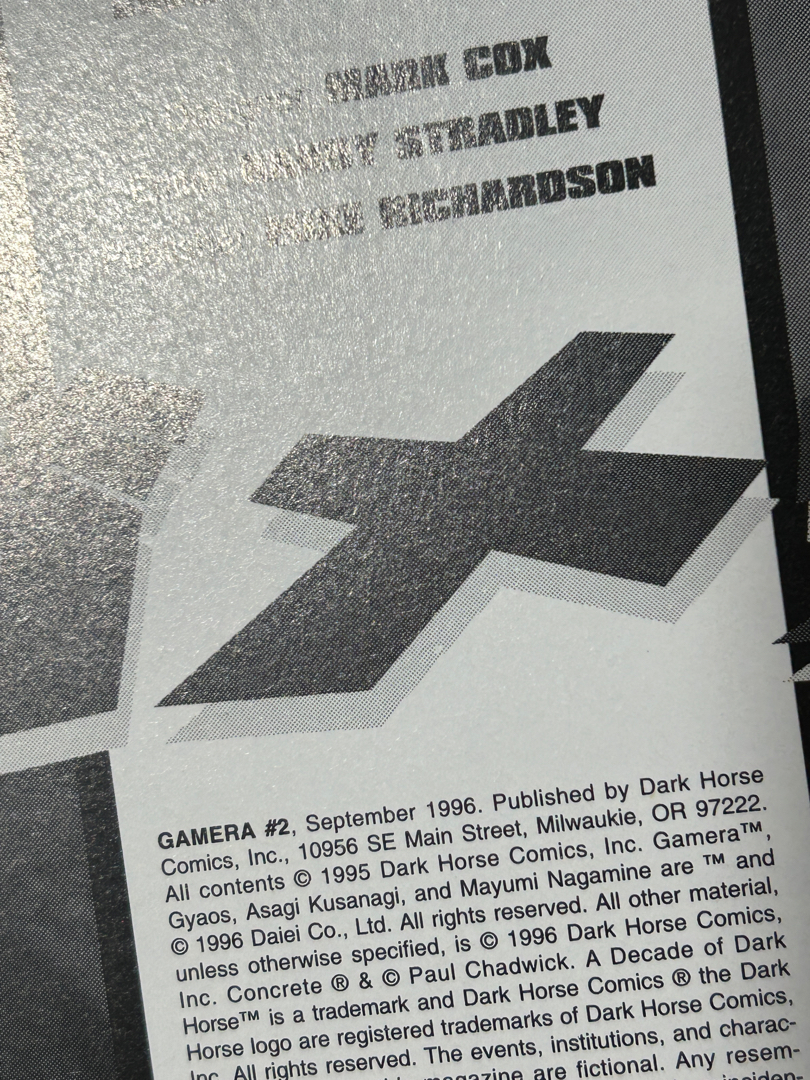 MARK COX
STRADLEY
MIKE RICHARDSON
GAMERA #2, September 1996. Published by Dark Horse
Comics, Inc., 10956 SE Main Street, Milwaukie, OR 97222.
All contents © 1995 Dark Horse Comics, Inc. Gamera™,
Gyaos, Asagi Kusanagi, and Mayumi Nagamine are ™ and
© 1996 Daiei Co., Ltd. All rights reserved. All other material,
unless otherwise specified, is © 1996 Dark Horse Comics,
Inc. Concrete ® & © Paul Chadwick. A Decade of Dark
Horse™ is a trademark and Dark Horse Comics ® the Dark
Horse logo are registered trademarks of Dark Horse Comics,
Inc. All rights reserved. The events, institutions, and charac-
magazine are fictional. Any resem-